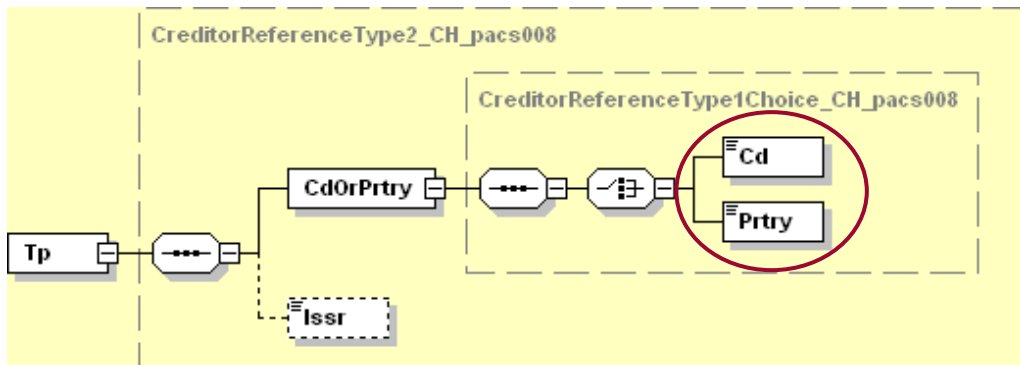 CreditorReferenceType2_CH_pacs008
CreditorReferenceType1Choice_CH_pacs008
Cd
CdOrPrtry
Prtry
Tp
Issr